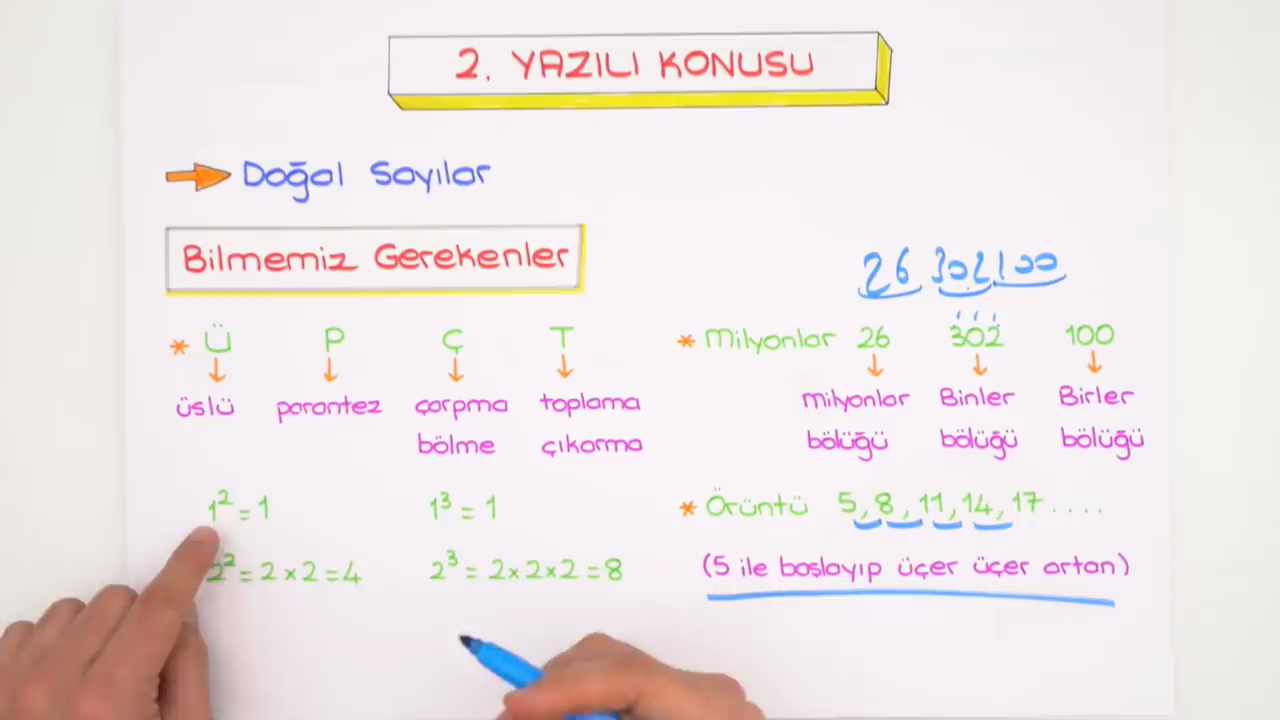 2. YAZILI KONUSU
Doğal Sayılar
Bilmemiz Gerekenler
* Ü P Ç T
üslü parantez çarpma toplama
bölme çıkarma
1² = 1 1³ = 1
2² = 2 x 2 = 4 2³ = 2 x 2 x 2 = 8
26 302 100
* Milyonlar 26 302 100
milyonlar Binler Birler
bölüğü bölüğü bölüğü
* Örüntü 5, 8, 11, 14, 17 ....
(5 ile başlayıp üçer üçer artan)